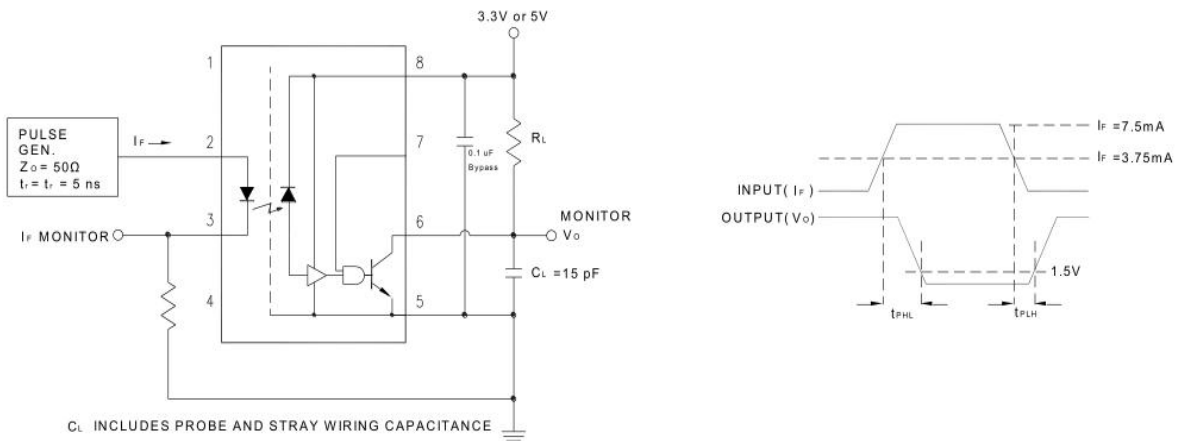 3.3V or 5V
1
8
PULSE
GEN.
Zo = 50Ω
tr = tr = 5 ns
IF
2
7
0.1 uF
Bypass
RL
IF MONITOR
3
6
MONITOR
Vo
CL =15 pF
4
5
CL INCLUDES PROBE AND STRAY WIRING CAPACITANCE
IF =7.5mA
IF =3.75mA
INPUT( IF )
OUTPUT( Vo )
1.5V
tPHL
tPLH